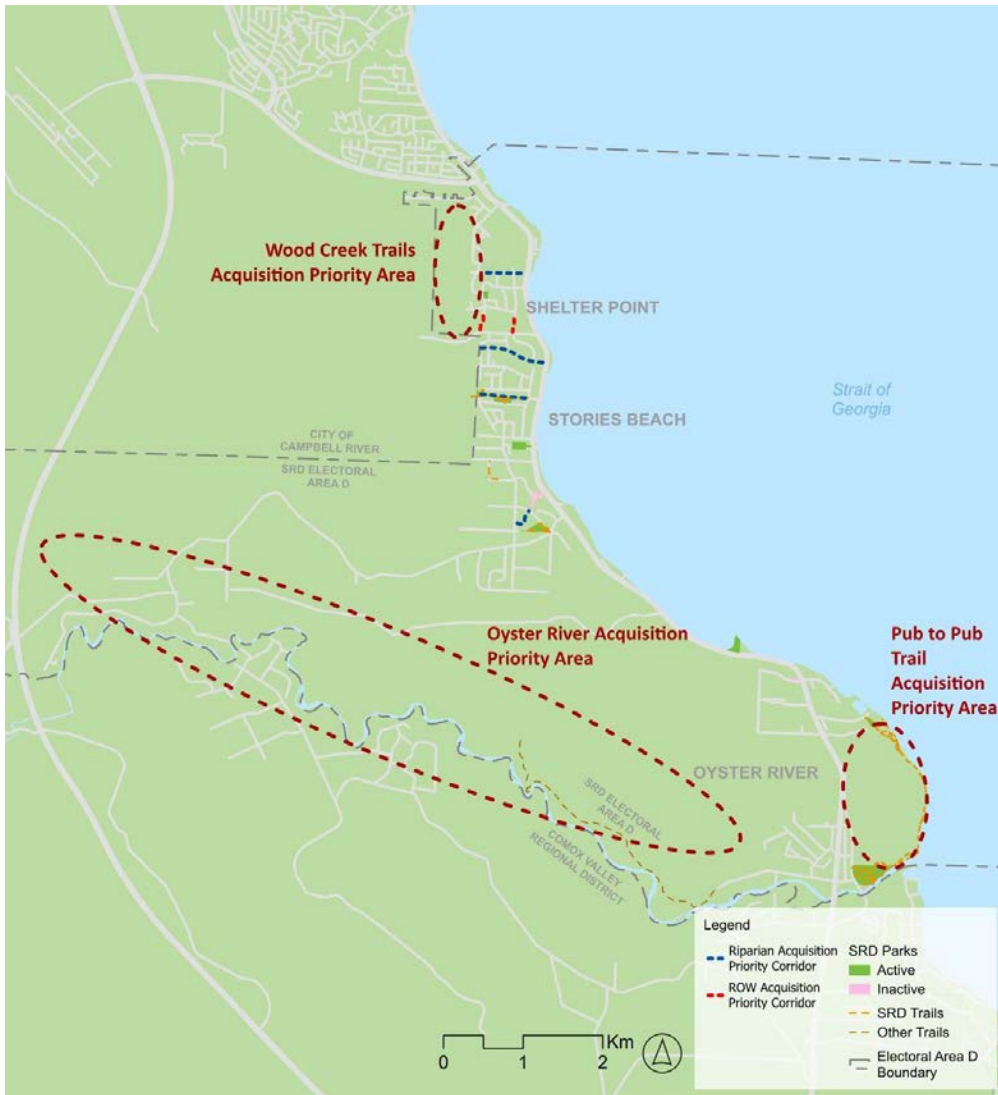 Wood Creek Trails
Acquisition Priority Area
SHELTER POINT
Strait of
Georgia
STORIES BEACH
CITY OF
CAMPBELL RIVER
SRD ELECTORAL
AREA D
Oyster River Acquisition
Priority Area
Pub to Pub
Trail
Acquisition
Priority Area
OYSTER RIVER
SRD ELECTORAL
AREA D
COMOX VALLEY
REGIONAL DISTRICT
Legend
Riparian Acquisition
Priority Corridor
ROW Acquisition
Priority Corridor
SRD Parks
Active
Inactive
SRD Trails
Other Trails
Electoral Area D
Boundary
Km
0 1 2